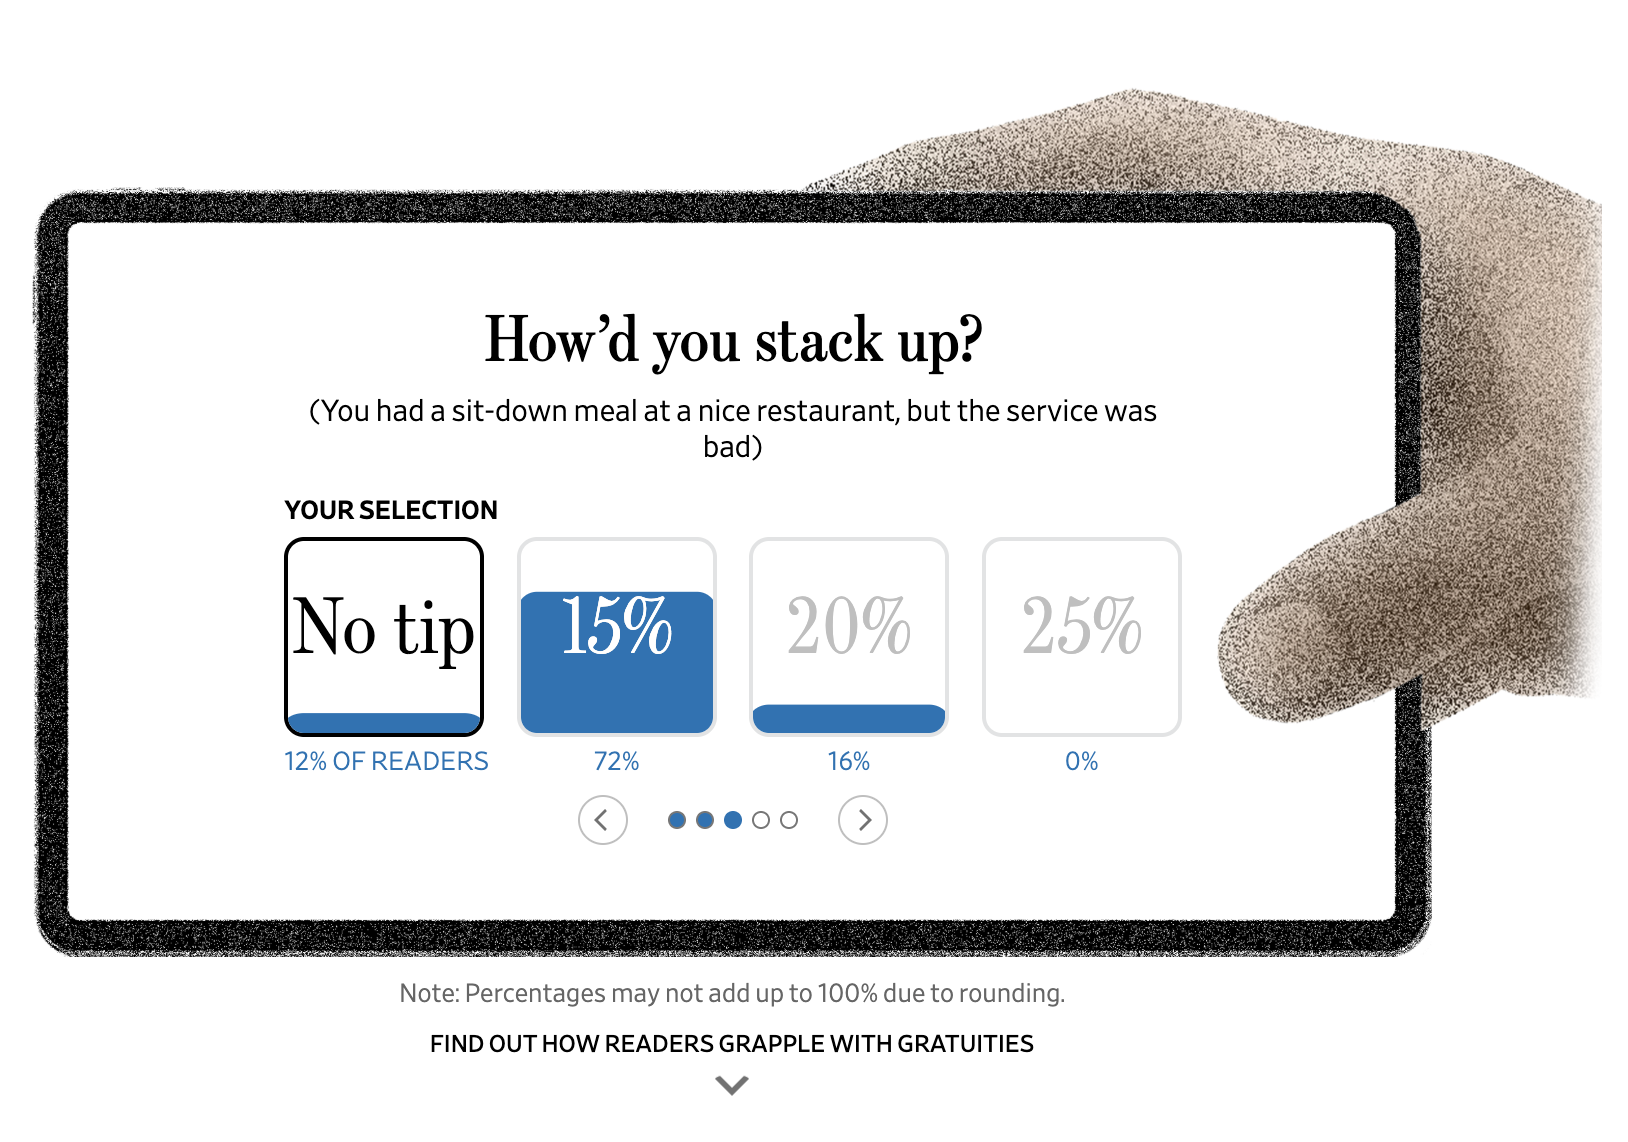 How’d you stack up?
(You had a sit-down meal at a nice restaurant, but the service was
bad)
YOUR SELECTION
No tip
15%
20%
25%
12% OF READERS
72%
16%
0%
Note: Percentages may not add up to 100% due to rounding.
FIND OUT HOW READERS GRAPPLE WITH GRATUITIES